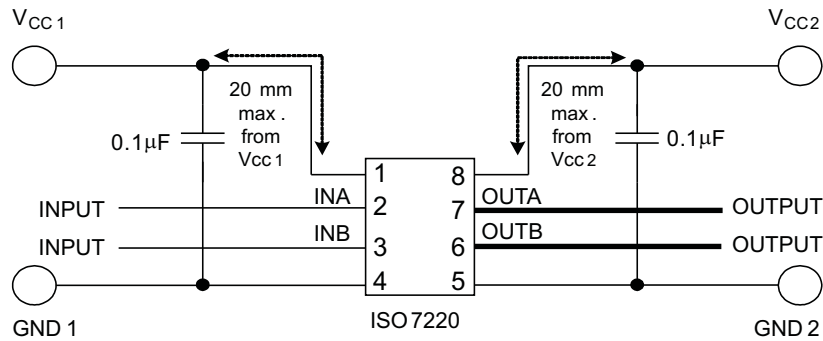 VCC 1
VCC2
20 mm
max .
from
VCC 1
20 mm
max .
from
VCC 2
0.1μF
0.1μF
1
8
INPUT
INA
2
7
OUTA
OUTPUT
INPUT
INB
3
6
OUTB
OUTPUT
4
5
GND 1
ISO 7220
GND 2